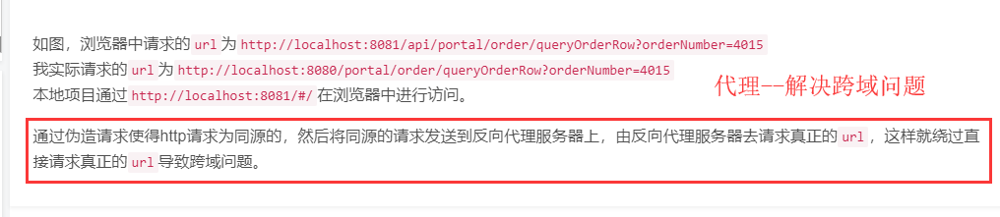 如图，浏览器中请求的 url 为 http://localhost:8081/api/portal/order/queryOrderRow?orderNumber=4015
我实际请求的 url 为 http://localhost:8080/portal/order/queryOrderRow?orderNumber=4015
代理--解决跨域问题
本地项目通过 http://localhost:8081/#/ 在浏览器中进行访问。
通过伪造请求使得http请求为同源的，然后将同源的请求发送到反向代理服务器上，由反向代理服务器去请求真正的 url ，这样就绕过直
接请求真正的 url 导致跨域问题。